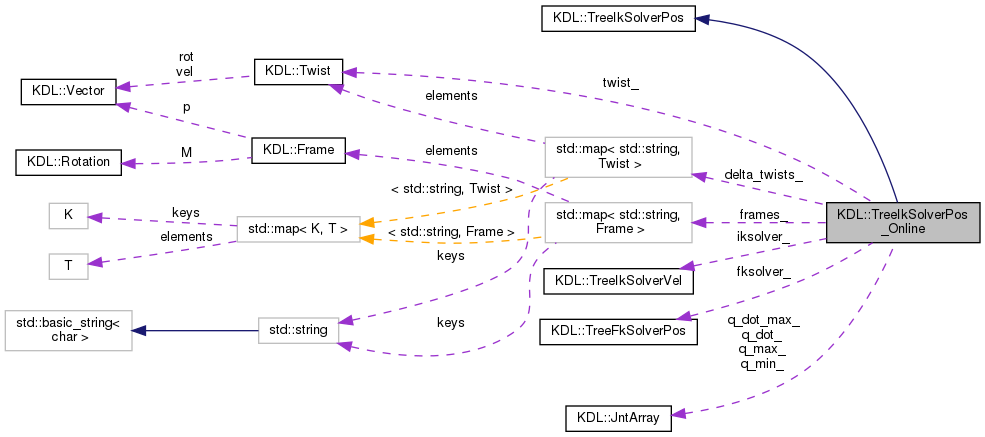 KDL::TreeIkSolverPos
rot
vel
KDL::Twist
twist_
KDL::Vector
elements
p
KDL::Frame
elements
std::map< std::string,
Twist >
M
KDL::Rotation
delta_twists_
< std::string, Twist >
K
keys
std::map< K, T >
std::map< std::string,
Frame >
frames_
KDL::TreeIkSolverPos
_Online
elements
< std::string, Frame >
iksolver_
T
keys
KDL::TreeIkSolverVel
fksolver_
std::basic_string<
char >
std::string
keys
KDL::TreeFkSolverPos
q_dot_max_
q_dot_
q_max_
q_min_
KDL::JntArray